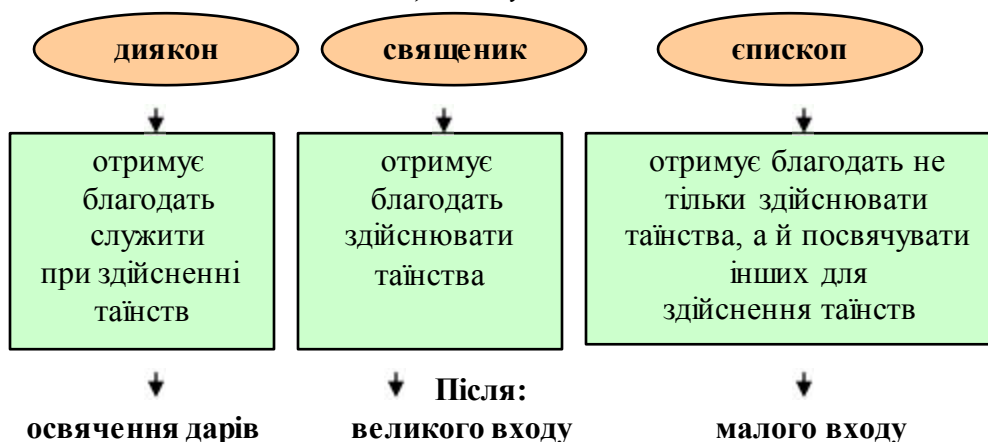 диякон
священик
єпископ
отримує
благодать
служити
при здійсненні
таїнств
отримує
благодать
здійснювати
таїнства
отримує благодать не
тільки здійснювати
таїнства, а й посвячувати
інших для
здійснення таїнств
Після:
освячення дарів
великого входу
малого входу